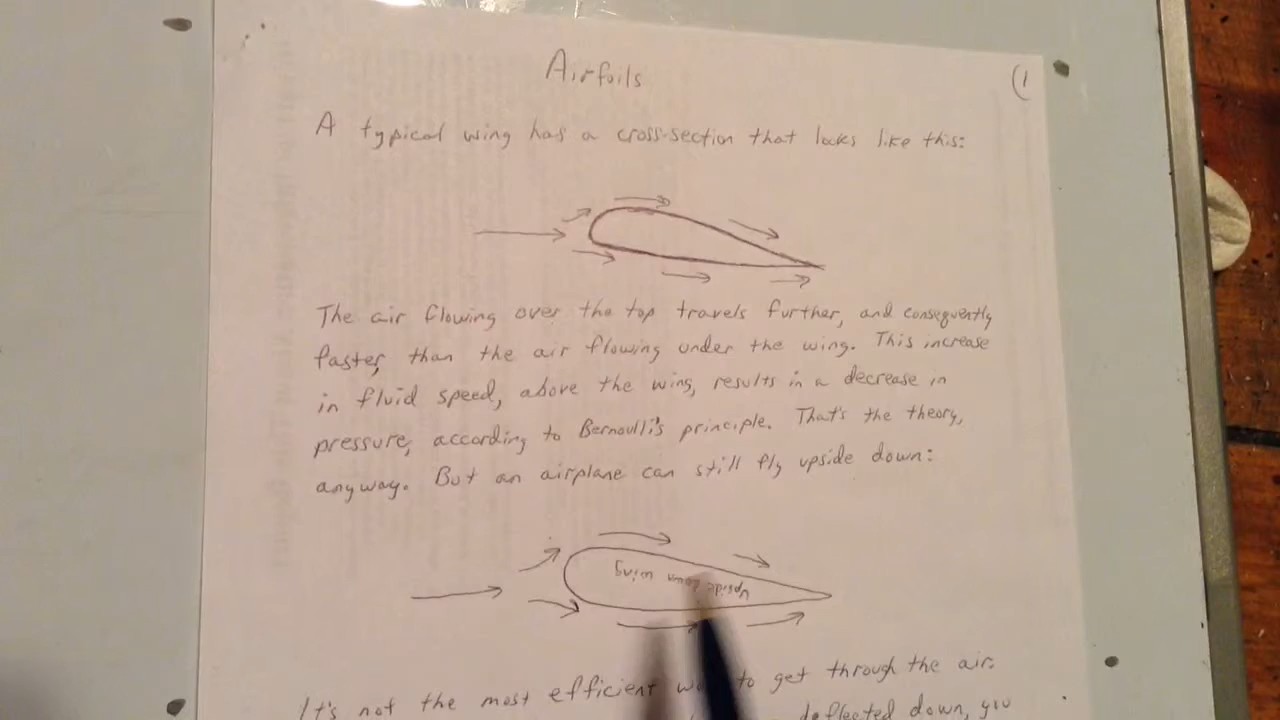 Airfoils
(1
A typical wing has a cross-section that looks like this:
The air flowing over the top travels further, and consequently
faster, than the air flowing under the wing. This increase
in fluid speed, above the wing, results in a decrease in
pressure, according to Bernoulli's principle. That's the theory,
anyway. But an airplane can still fly upside down:
upside down wing
It's not the most efficient to get through the air.
deflected down, you